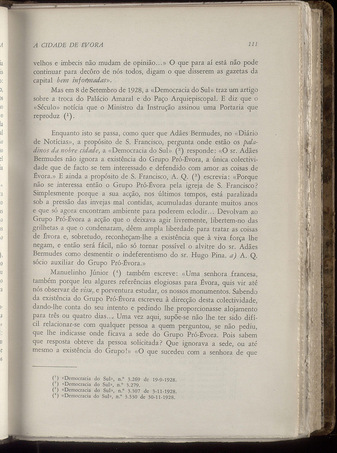 A CIDADE DE EVORA 111
velhos e imbecis não mudam de opinião...» O que para aí está não pode
continuar para decôro de nós todos, digam o que disserem as gazetas da
capital bem informadas».
Mas em 8 de Setembro de 1928, a «Democracia do Sul» traz um artigo
sobre a troca do Palácio Amaral e do Paço Arquiepiscopal. E diz que o
«Século» noticia que o Ministro da Instrução assinou uma Portaria que
reproduz (¹).
Enquanto isto se passa, como quer que Adães Bermudes, no «Diário
de Notícias», a propósito de S. Francisco, pergunta onde estão os pala-
dinos da nobre cidade, a «Democracia do Sul» (²) responde: «O sr. Adães
Bermudes não ignora a existência do Grupo Pró-Évora, a única colectivi-
dade que de facto se tem interessado e defendido com amor as coisas de
Évora.» E ainda a propósito de S. Francisco, A. Q. (³) escreva: «Porque
não se interessa então o Grupo Pró-Évora pela igreja de S. Francisco?
Simplesmente porque a sua acção, nos últimos tempos, está paralizada
sob a pressão das invejas mal contidas, acumuladas durante muitos anos
e que só agora encontram ambiente para poderem eclodir... Devolvam ao
Grupo Pró-Évora a acção que o deixava agir livremente, libertem-no das
grilhetas a que o condenaram, dêem ampla liberdade para tratar as coisas
de Évora e, sobretudo, reconheçam-lhe a existência que à viva força lhe
negam, e então será fácil, não só tornar possível o alvitre do sr. Adães
Bermudes como desmentir o indeferentismo do sr. Hugo Pina. a) A. Q.
sócio auxiliar do Grupo Pró-Évora.»
Manuelinho Júnior (⁴) também escreve: «Uma senhora francesa,
também porque leu algures referências elogiosas para Évora, quis vir até
nós observar de visu, e porventura estudar, os nossos monumentos. Sabendo
da existência do Grupo Pró-Évora escreveu à direcção desta colectividade,
dando-lhe conta do seu intento e pedindo lhe proporcionasse alojamento
para três ou quatro dias... Uma vez aqui, supõe-se não lhe ter sido difí-
cil relacionar-se com qualquer pessoa a quem perguntou, se não pediu,
que lhe indicasse onde ficava a sede do Grupo Pró-Évora. Pois sabem
que resposta obteve da pessoa solicitada? Que ignorava a sede, ou até
mesmo a existência do Grupo!» «O que sucedeu com a senhora de que
(¹) «Democracia do Sul», n.º 3.269 de 19-9-1928.
(²) «Democracia do Sul», n.º 3.279.
(³) «Democracia do Sul», n.º 3.307 de 3-11-1928.
(⁴) «Democracia do Sul», n.º 3.330 de 30-11-1928.